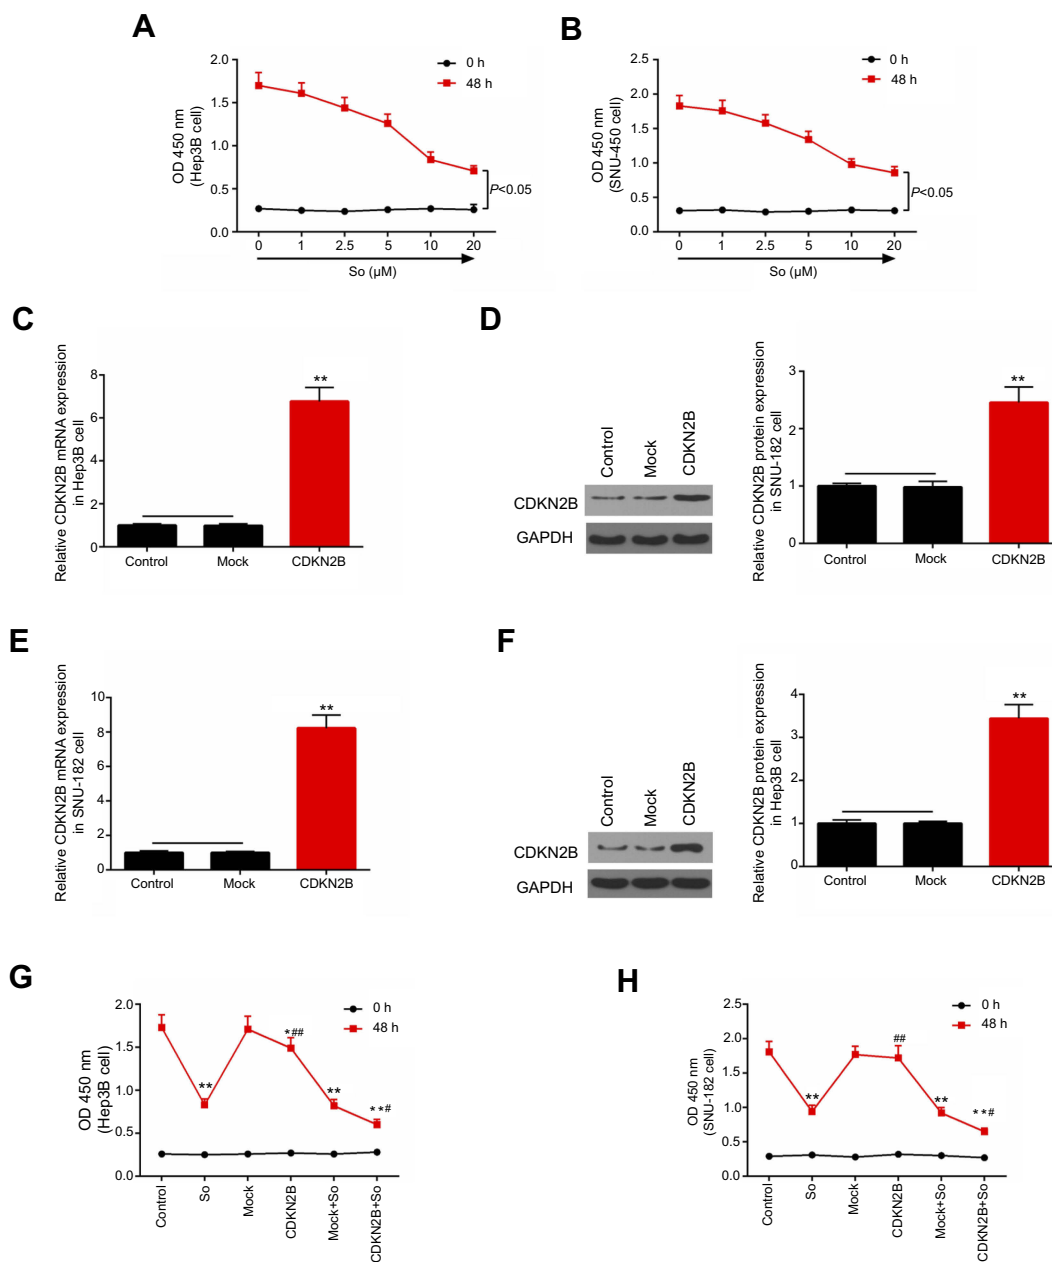 A
OD 450 nm
(Hep3B cell)
2.0
1.5
1.0
0.5
0.0
0 h
48 h
P<0.05
0 1 2.5 5 10 20
So (μM)
B
OD 450 nm
(SNU-450 cell)
2.5
2.0
1.5
1.0
0.5
0.0
0 h
48 h
P<0.05
0 1 2.5 5 10 20
So (μM)
C
Relative CDKN2B mRNA expression
in Hep3B cell
8
6
4
2
0
**
Control Mock CDKN2B
D
Control Mock CDKN2B
CDKN2B
GAPDH
Relative CDKN2B protein expression
in SNU-182 cell
3
2
1
0
**
Control Mock CDKN2B
E
Relative CDKN2B mRNA expression
in SNU-182 cell
10
8
6
4
2
0
**
Control Mock CDKN2B
F
Control Mock CDKN2B
CDKN2B
GAPDH
Relative CDKN2B protein expression
in Hep3B cell
4
3
2
1
0
**
Control Mock CDKN2B
G
OD 450 nm
(Hep3B cell)
2.0
1.5
1.0
0.5
0.0
0 h
48 h
**
*##
**
**#
Control So Mock CDKN2B Mock+So CDKN2B+So
H
OD 450 nm
(SNU-182 cell)
2.5
2.0
1.5
1.0
0.5
0.0
0 h
48 h
**
##
**
**#
Control So Mock CDKN2B Mock+So CDKN2B+So